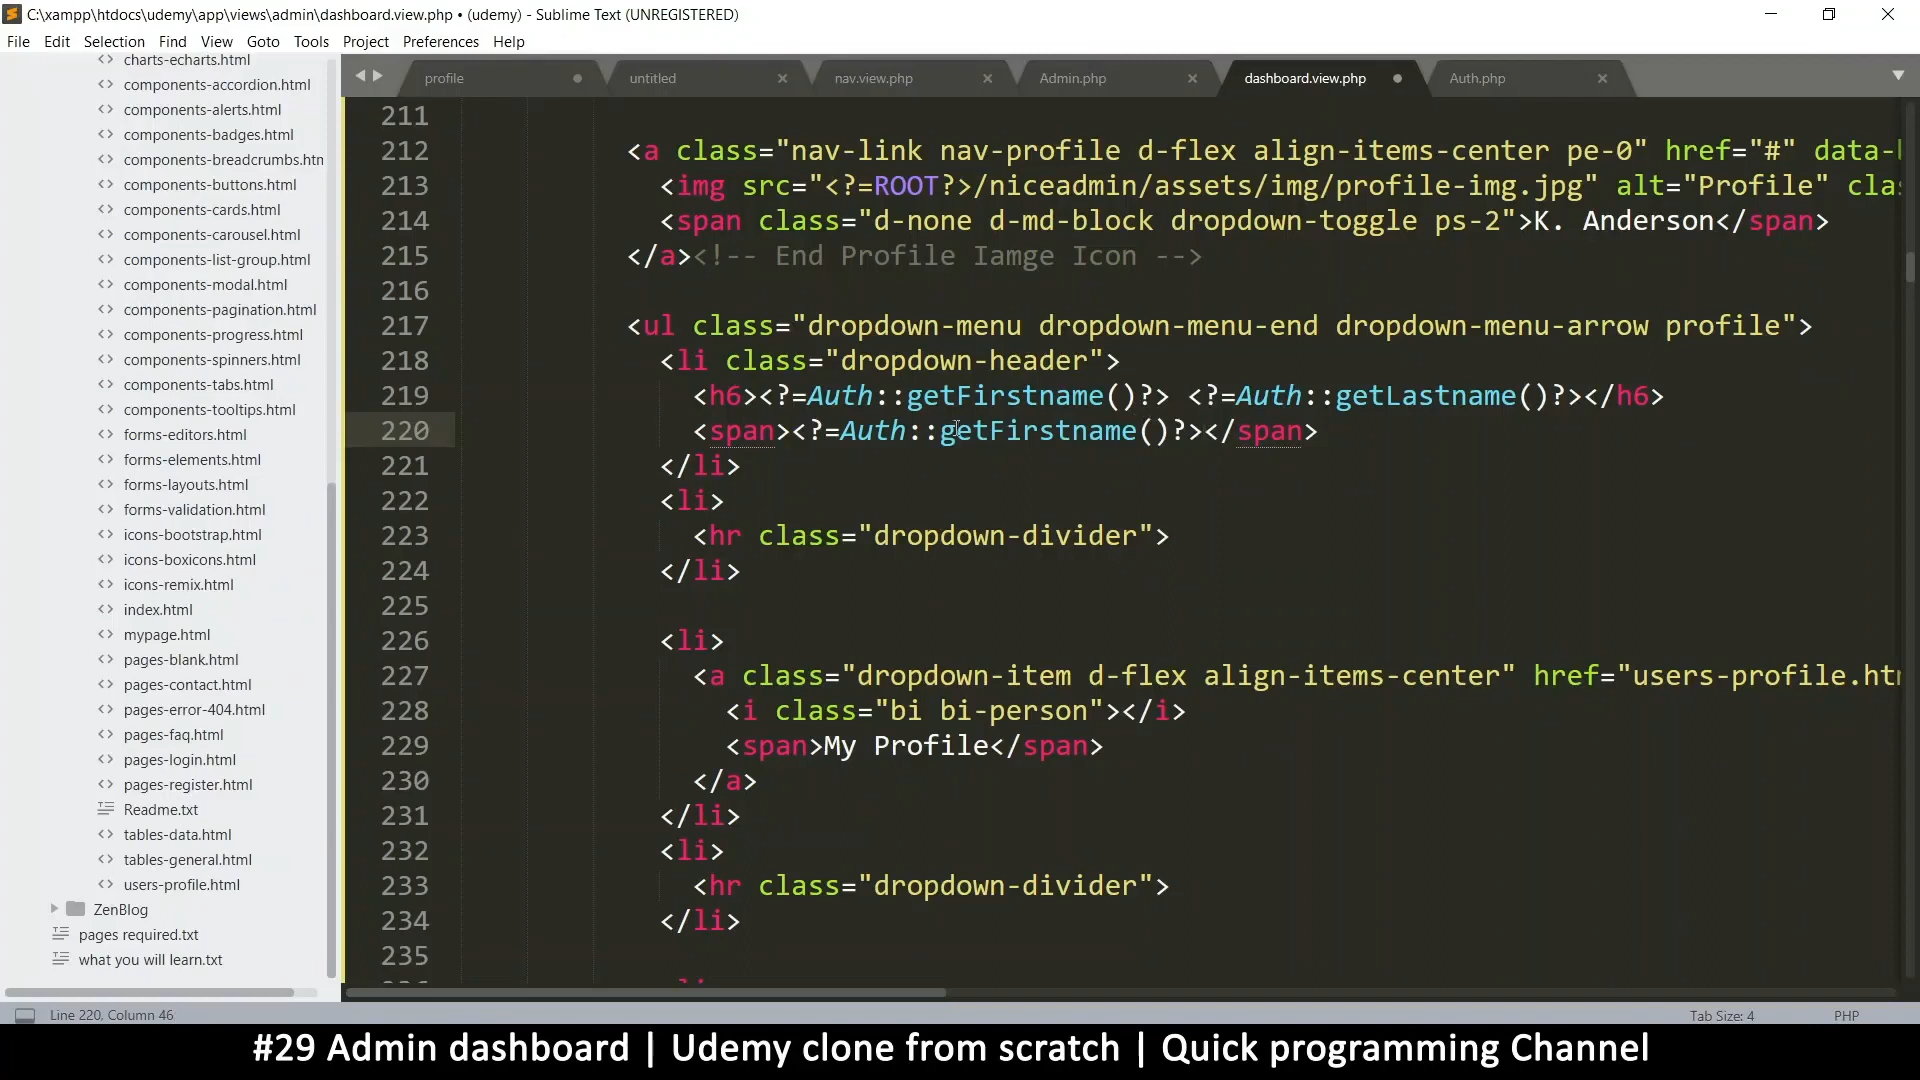 C:\xampp\htdocs\udemy\app\views\admin\dashboard.view.php • (udemy) - Sublime Text (UNREGISTERED)
File Edit Selection Find View Goto Tools Project Preferences Help
charts-echarts.html
components-accordion.html
components-alerts.html
components-badges.html
components-breadcrumbs.htm
components-buttons.html
components-cards.html
components-carousel.html
components-list-group.html
components-modal.html
components-pagination.html
components-progress.html
components-spinners.html
components-tabs.html
components-tooltips.html
forms-editors.html
forms-elements.html
forms-layouts.html
forms-validation.html
icons-bootstrap.html
icons-boxicons.html
icons-remix.html
index.html
mypage.html
pages-blank.html
pages-contact.html
pages-error-404.html
pages-faq.html
pages-login.html
pages-register.html
Readme.txt
tables-data.html
tables-general.html
users-profile.html
ZenBlog
pages required.txt
what you will learn.txt
profile untitled nav.view.php Admin.php dashboard.view.php Auth.php
211
212 <a class="nav-link nav-profile d-flex align-items-center pe-0" href="#" data-
213 <img src="<?=ROOT?>/niceadmin/assets/img/profile-img.jpg" alt="Profile" clas
214 <span class="d-none d-md-block dropdown-toggle ps-2">K. Anderson</span>
215 </a><!-- End Profile Iamge Icon -->
216
217 <ul class="dropdown-menu dropdown-menu-end dropdown-menu-arrow profile">
218 <li class="dropdown-header">
219 <h6><?=Auth::getFirstname()?> <?=Auth::getLastname()?></h6>
220 <span><?=Auth::getFirstname()?></span>
221 </li>
222 <li>
223 <hr class="dropdown-divider">
224 </li>
225
226 <li>
227 <a class="dropdown-item d-flex align-items-center" href="users-profile.htm
228 <i class="bi bi-person"></i>
229 <span>My Profile</span>
230 </a>
231 </li>
232 <li>
233 <hr class="dropdown-divider">
234 </li>
235
Line 220, Column 46 Tab Size: 4 PHP
#29 Admin dashboard | Udemy clone from scratch | Quick programming Channel